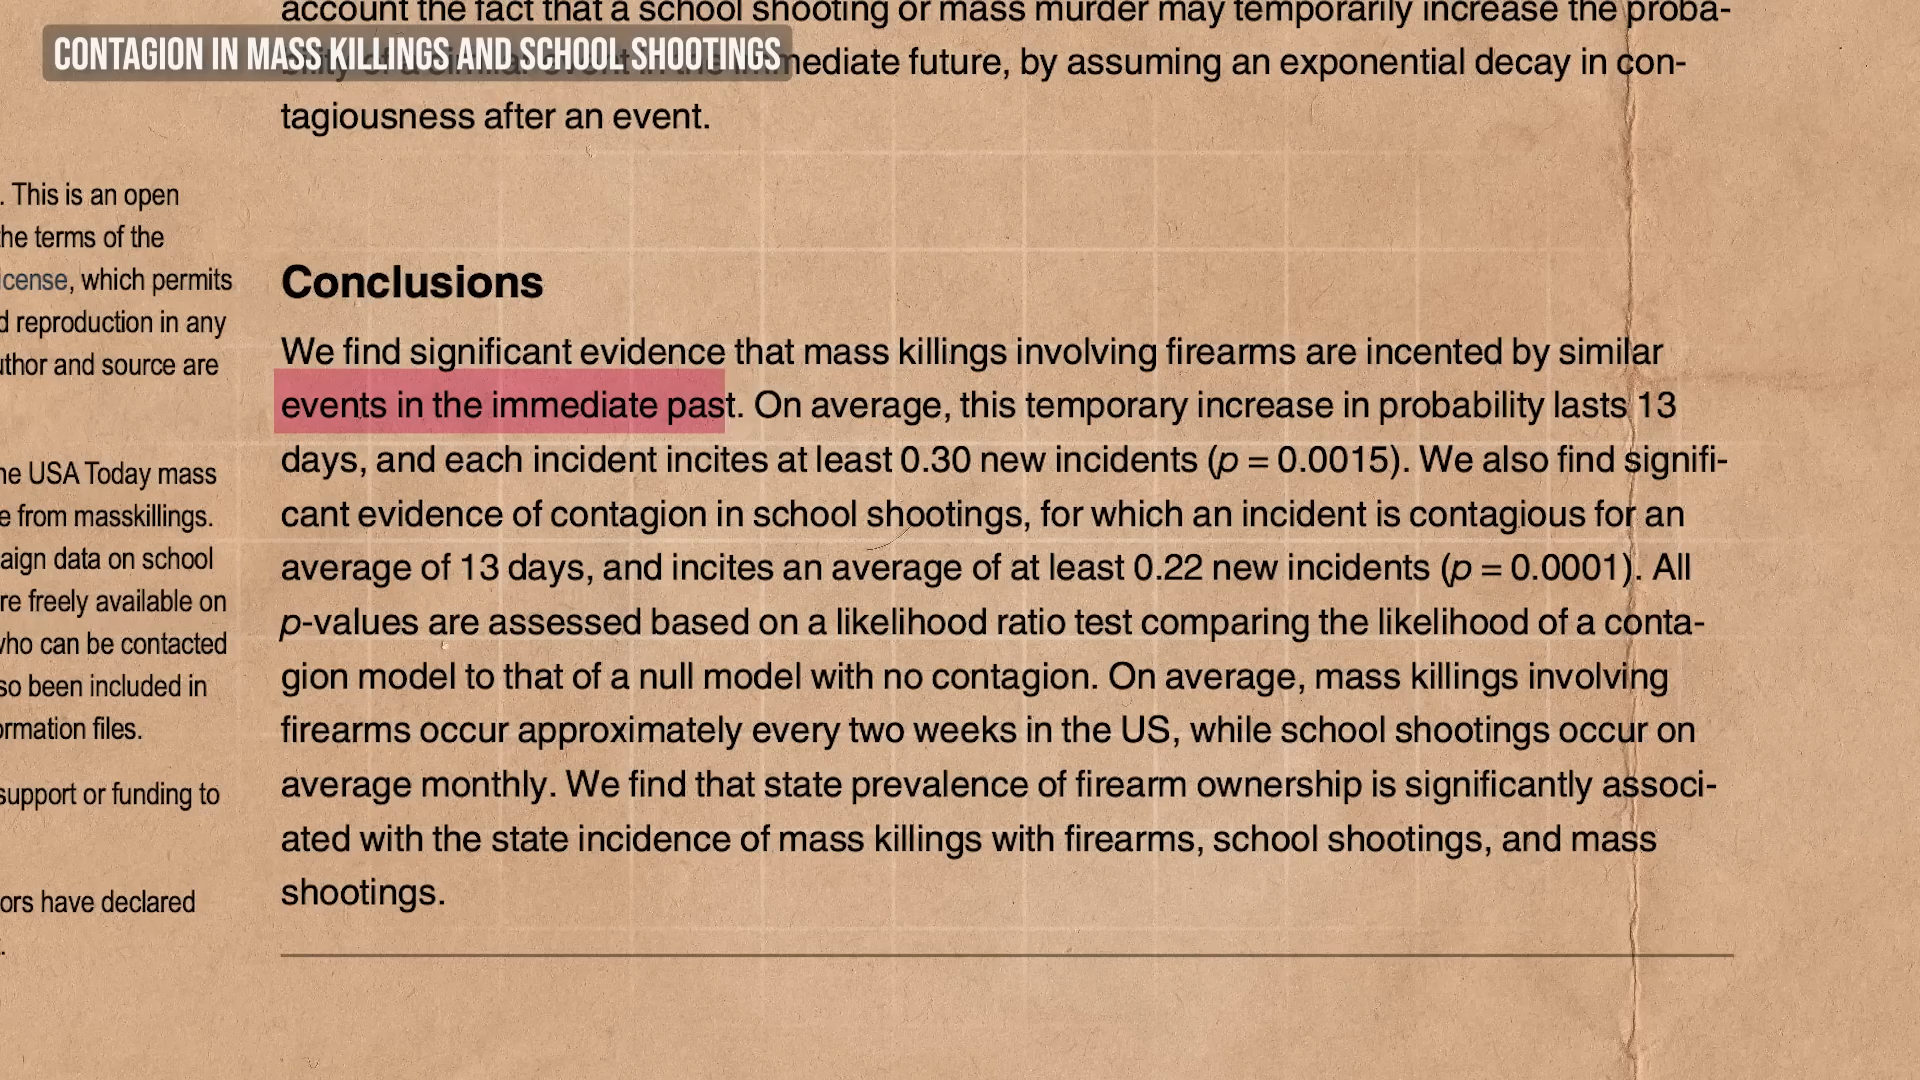 account the fact that a school shooting or mass murder may temporarily increase the proba-
CONTAGION IN MASS KILLINGS AND SCHOOL SHOOTINGS
bility of a similar event in the immediate future, by assuming an exponential decay in con-
tagiousness after an event.
. This is an open
the terms of the
icense, which permits
d reproduction in any
uthor and source are
Conclusions
We find significant evidence that mass killings involving firearms are incented by similar
events in the immediate past. On average, this temporary increase in probability lasts 13
days, and each incident incites at least 0.30 new incidents (p = 0.0015). We also find signifi-
cant evidence of contagion in school shootings, for which an incident is contagious for an
average of 13 days, and incites an average of at least 0.22 new incidents (p = 0.0001). All
p-values are assessed based on a likelihood ratio test comparing the likelihood of a conta-
gion model to that of a null model with no contagion. On average, mass killings involving
firearms occur approximately every two weeks in the US, while school shootings occur on
average monthly. We find that state prevalence of firearm ownership is significantly associ-
ated with the state incidence of mass killings with firearms, school shootings, and mass
shootings.
he USA Today mass
e from masskillings.
aign data on school
re freely available on
who can be contacted
so been included in
ormation files.
support or funding to
ors have declared